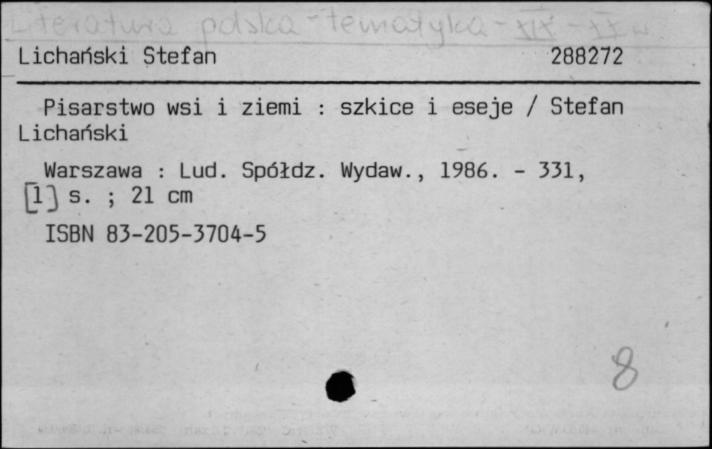 Literatura polska - tematyka - XIX - XX w
Lichański Stefan 288272
Pisarstwo wsi i ziemi : szkice i eseje / Stefan
Lichański
Warszawa : Lud. Spółdz. Wydaw., 1986. - 331,
[1] s. ; 21 cm
ISBN 83-205-3704-5
8